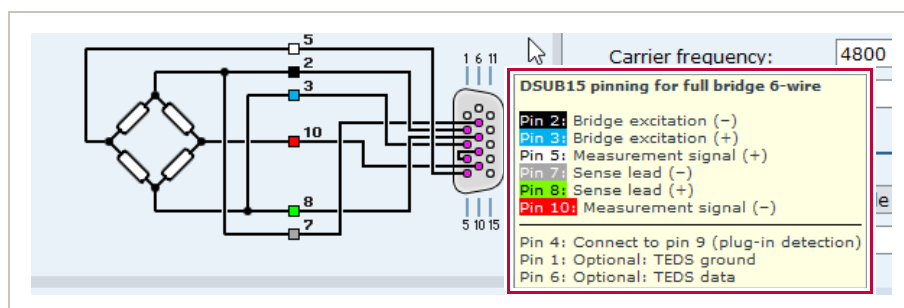 5
2
3
10
8
7
1 6 11
5 10 15
Carrier frequency:
4800
DSUB15 pinning for full bridge 6-wire
Pin 2: Bridge excitation (−)
Pin 3: Bridge excitation (+)
Pin 5: Measurement signal (+)
Pin 7: Sense lead (−)
Pin 8: Sense lead (+)
Pin 10: Measurement signal (−)
Pin 4: Connect to pin 9 (plug-in detection)
Pin 1: Optional: TEDS ground
Pin 6: Optional: TEDS data